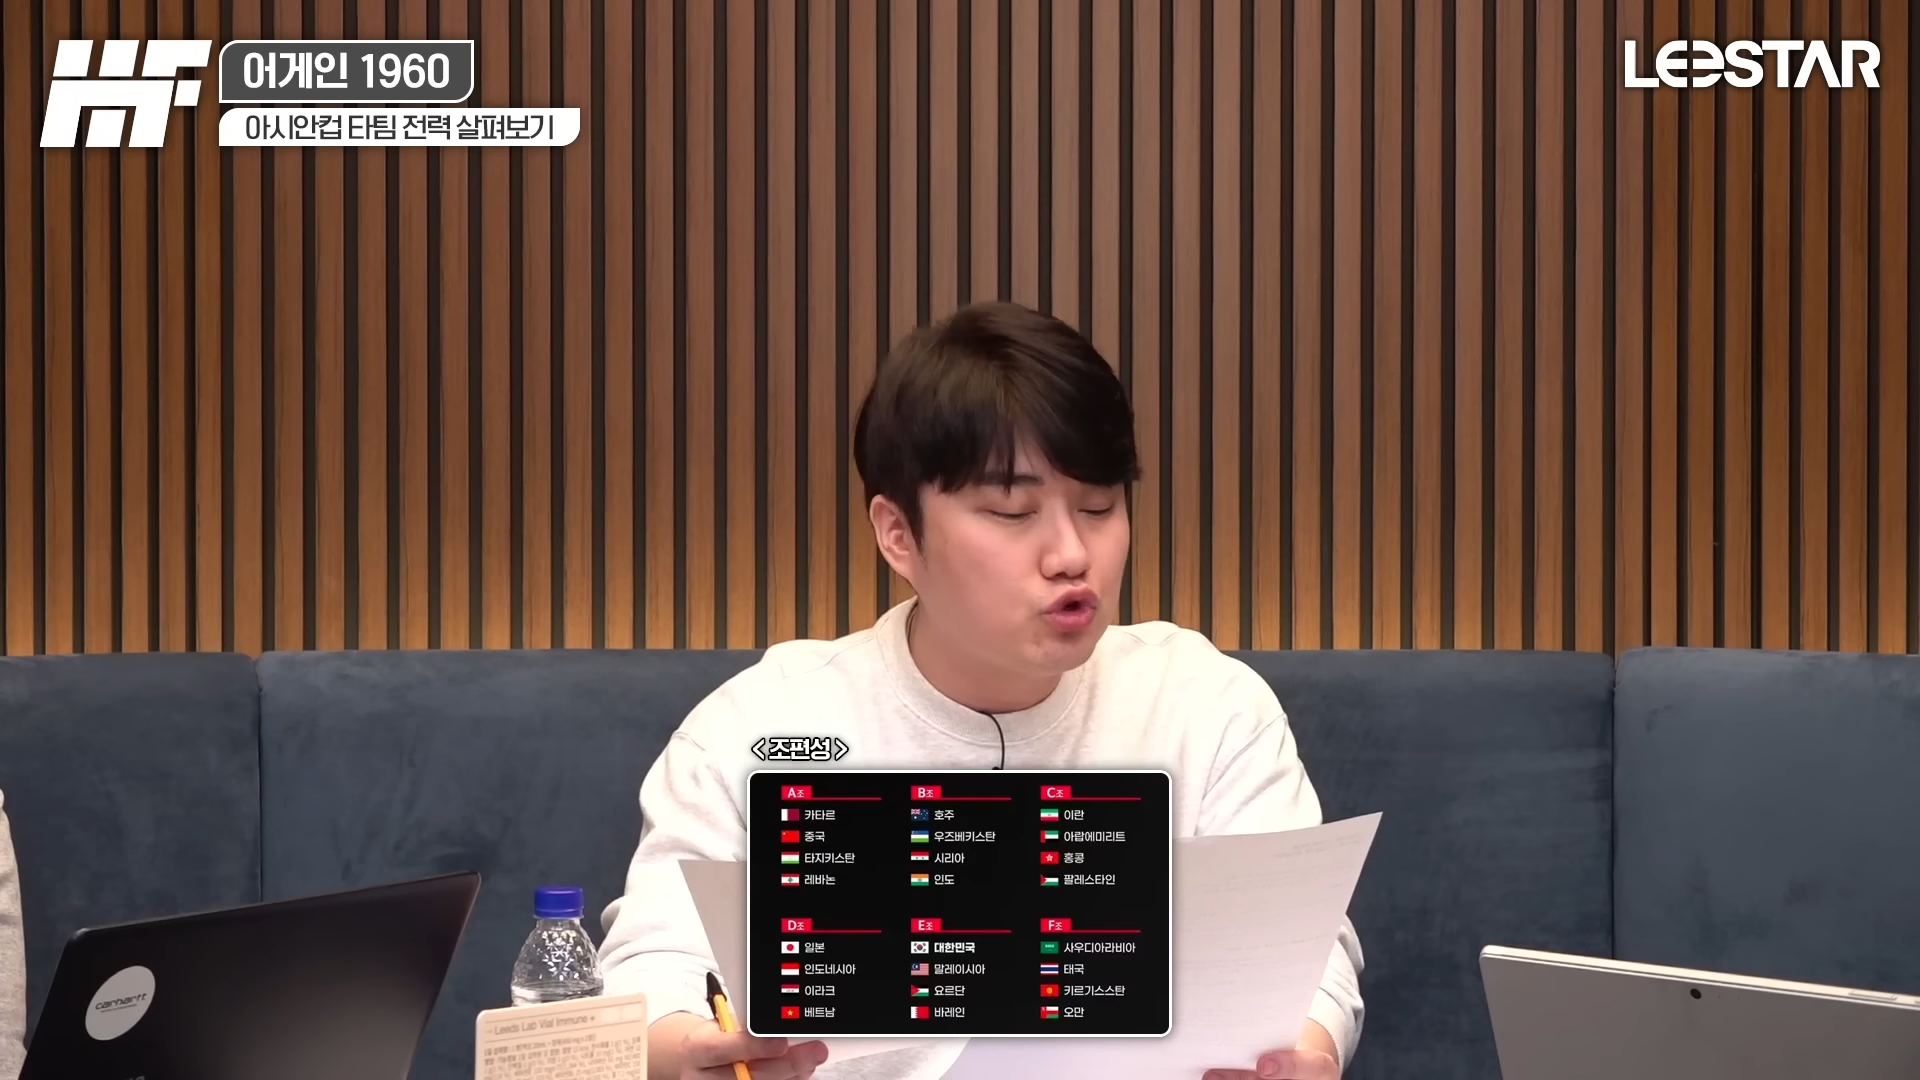 HF
어게인 1960
아시안컵 타팀 전력 살펴보기
LEESTAR
< 조편성 >
A조
카타르
중국
타지키스탄
레바논
B조
호주
우즈베키스탄
시리아
인도
C조
이란
아랍에미리트
홍콩
팔레스타인
D조
일본
인도네시아
이라크
베트남
E조
대한민국
말레이시아
요르단
바레인
F조
사우디아라비아
태국
키르기스스탄
오만
carhartt
Leeds Lab Vial Immune